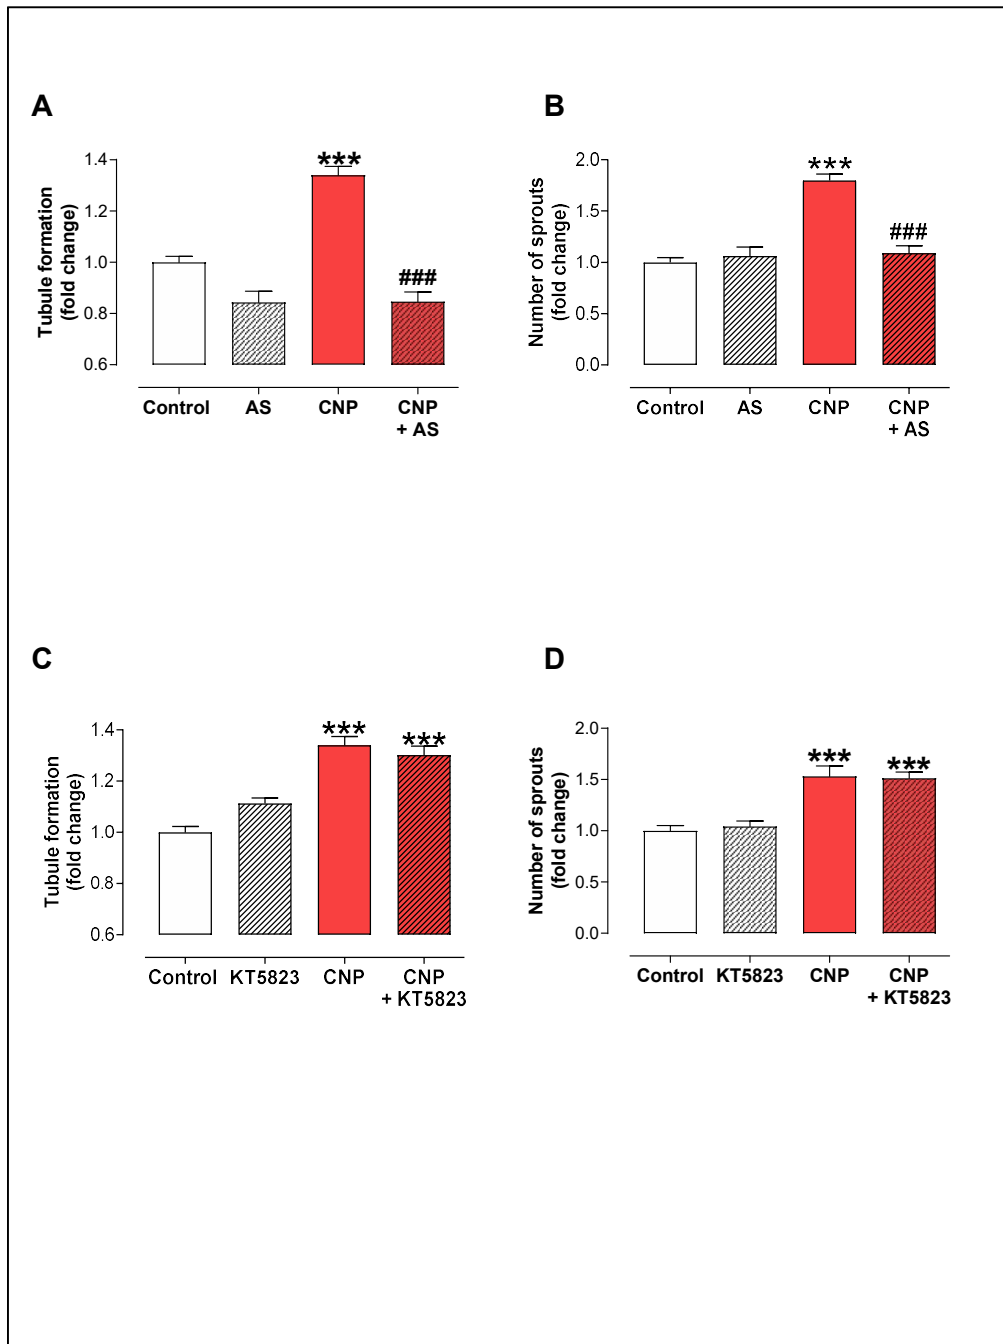 A
Tubule formation
(fold change)
1.4
1.2
1.0
0.8
0.6
***
###
Control
AS
CNP
CNP
+ AS
B
Number of sprouts
(fold change)
2.0
1.5
1.0
0.5
0.0
***
###
Control
AS
CNP
CNP
+ AS
C
Tubule formation
(fold change)
1.4
1.2
1.0
0.8
0.6
***
***
Control
KT5823
CNP
CNP
+ KT5823
D
Number of sprouts
(fold change)
2.0
1.5
1.0
0.5
0.0
***
***
Control
KT5823
CNP
CNP
+ KT5823